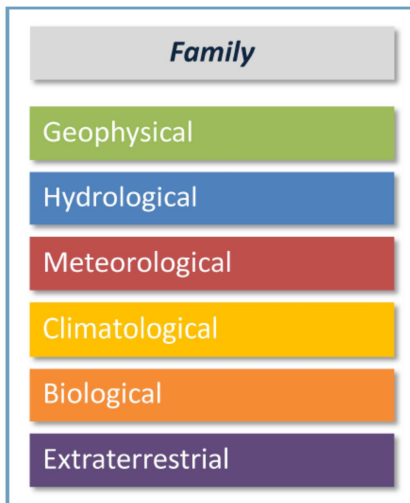 Family
Geophysical
Hydrological
Meteorological
Climatological
Biological
Extraterrestrial